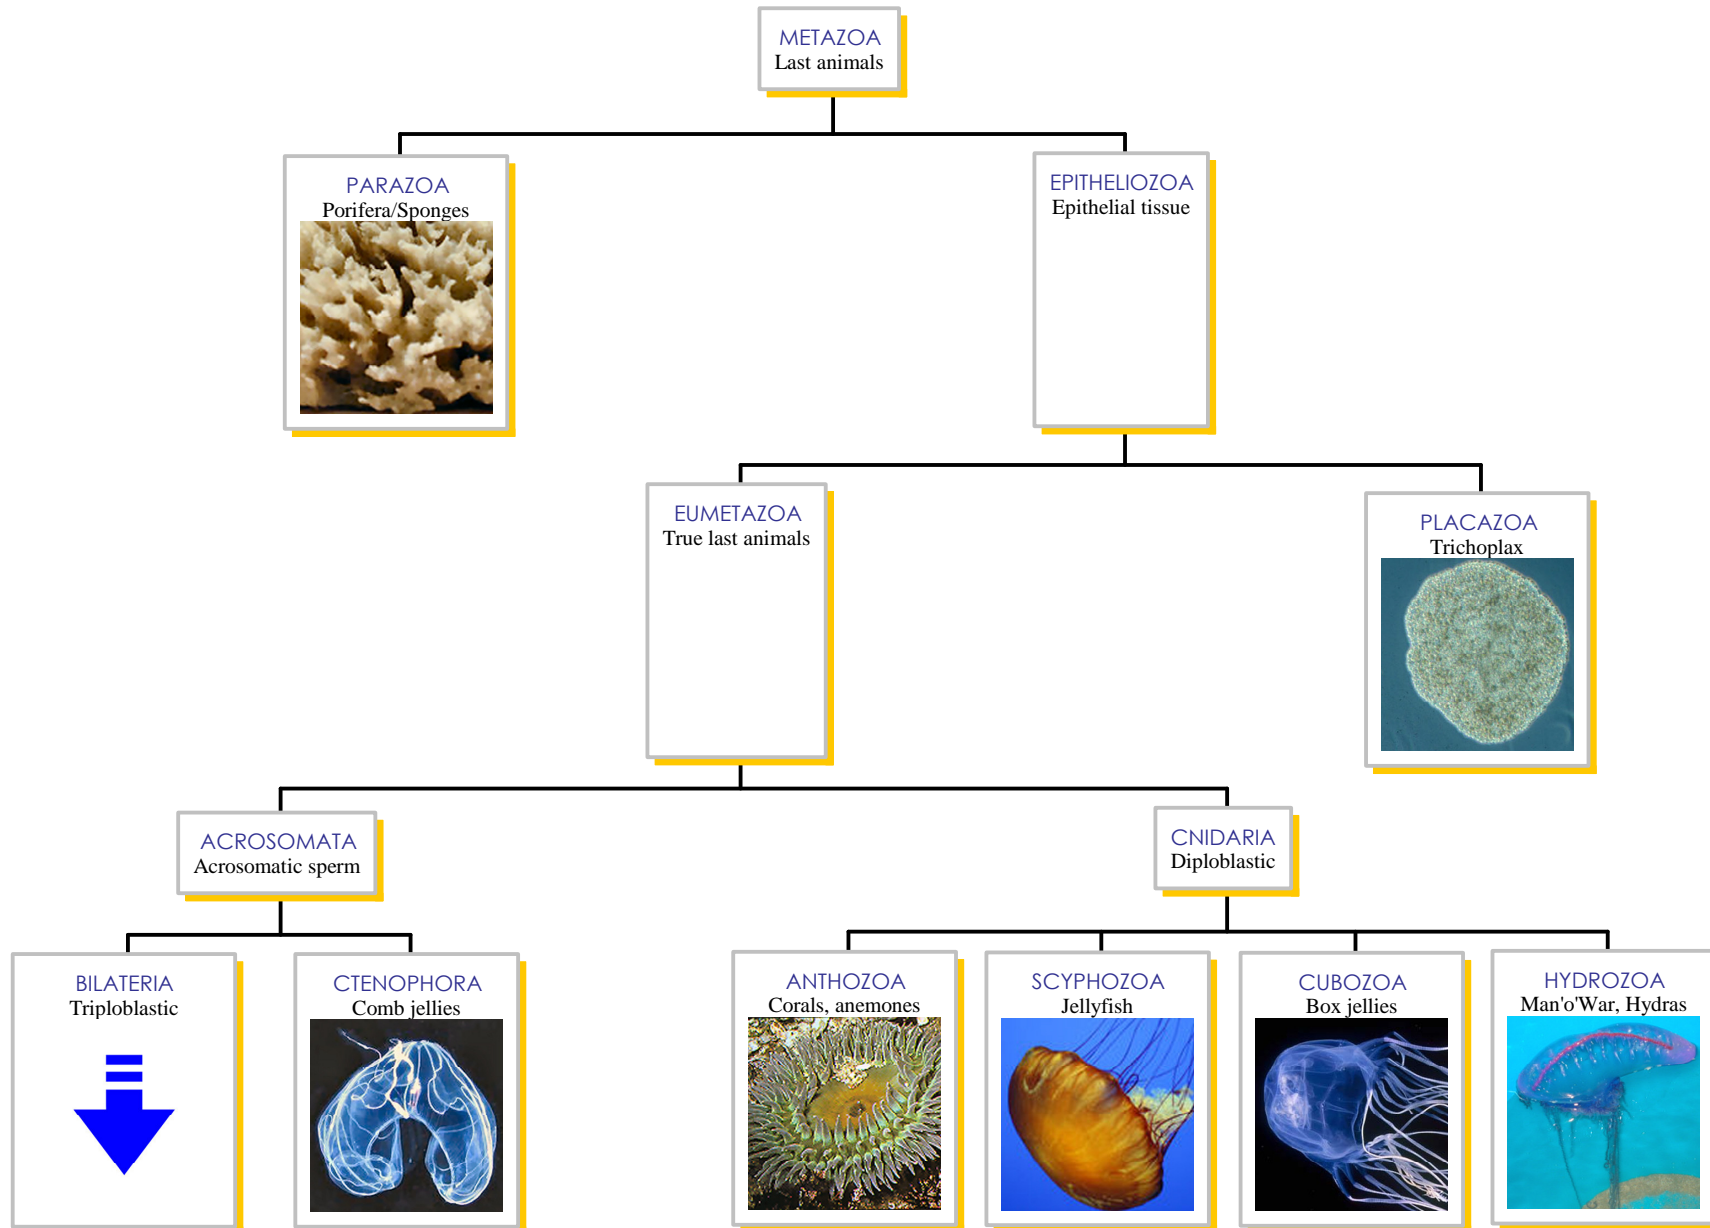 METAZOA
Last animals
PARAZOA
Porifera/Sponges
EPITHELIOZOA
Epithelial tissue
EUMETAZOA
True last animals
PLACAZOA
Trichoplax
ACROSOMATA
Acrosomatic sperm
CNIDARIA
Diploblastic
BILATERIA
Triploblastic
CTENOPHORA
Comb jellies
ANTHOZOA
Corals, anemones
SCYPHOZOA
Jellyfish
CUBOZOA
Box jellies
HYDROZOA
Man'o'War, Hydras